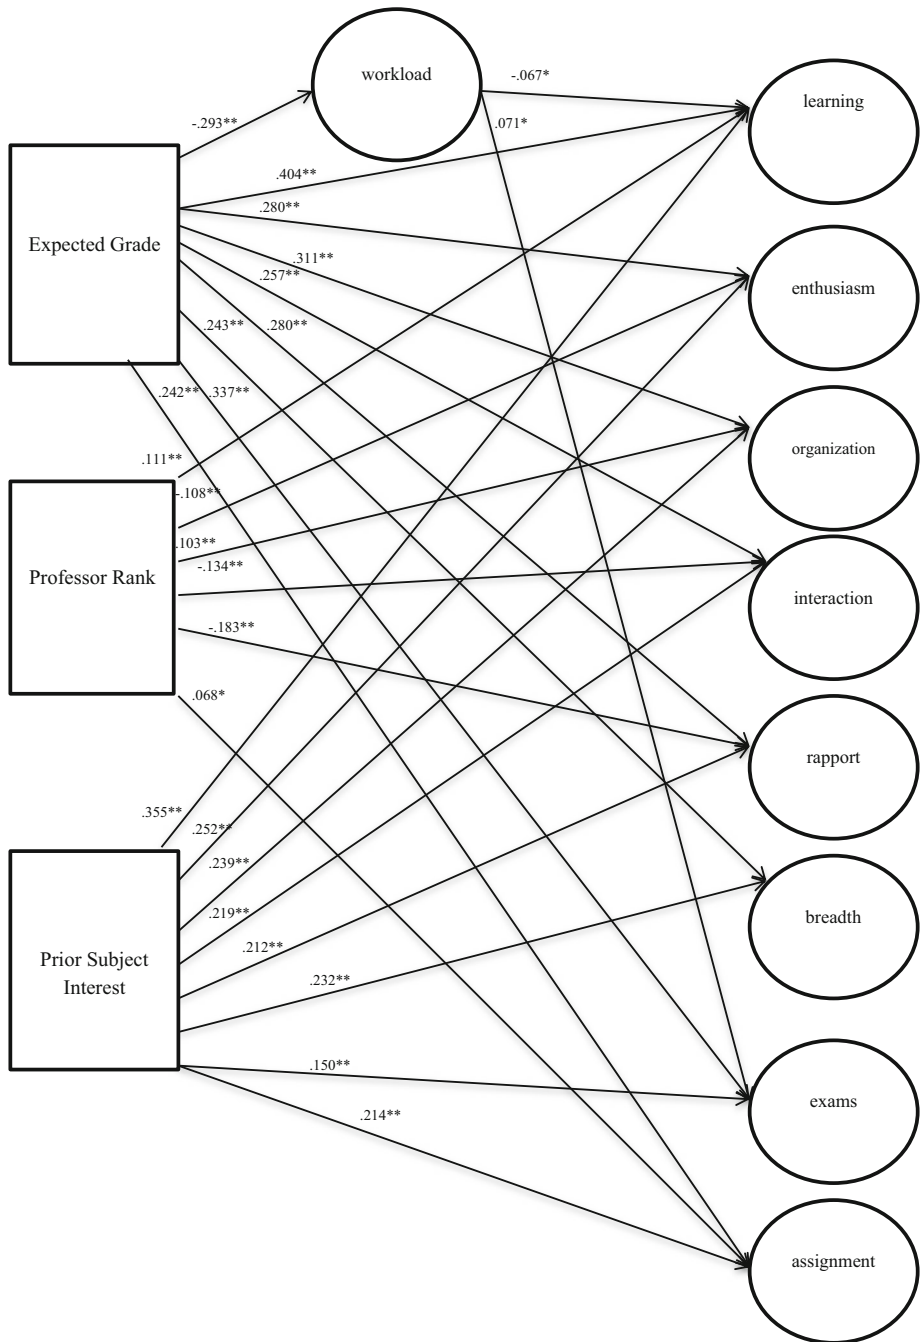 workload
-.067*
learning
-.293**
.071*
.404**
.280**
Expected Grade
.311**
.257**
enthusiasm
.243**
.280**
.242**
.337**
organization
.111**
-.108**
.103**
-.134**
Professor Rank
interaction
-.183**
.068*
rapport
.355**
.252**
.239**
.219**
breadth
.212**
Prior Subject
Interest
.232**
.150**
exams
.214**
assignment